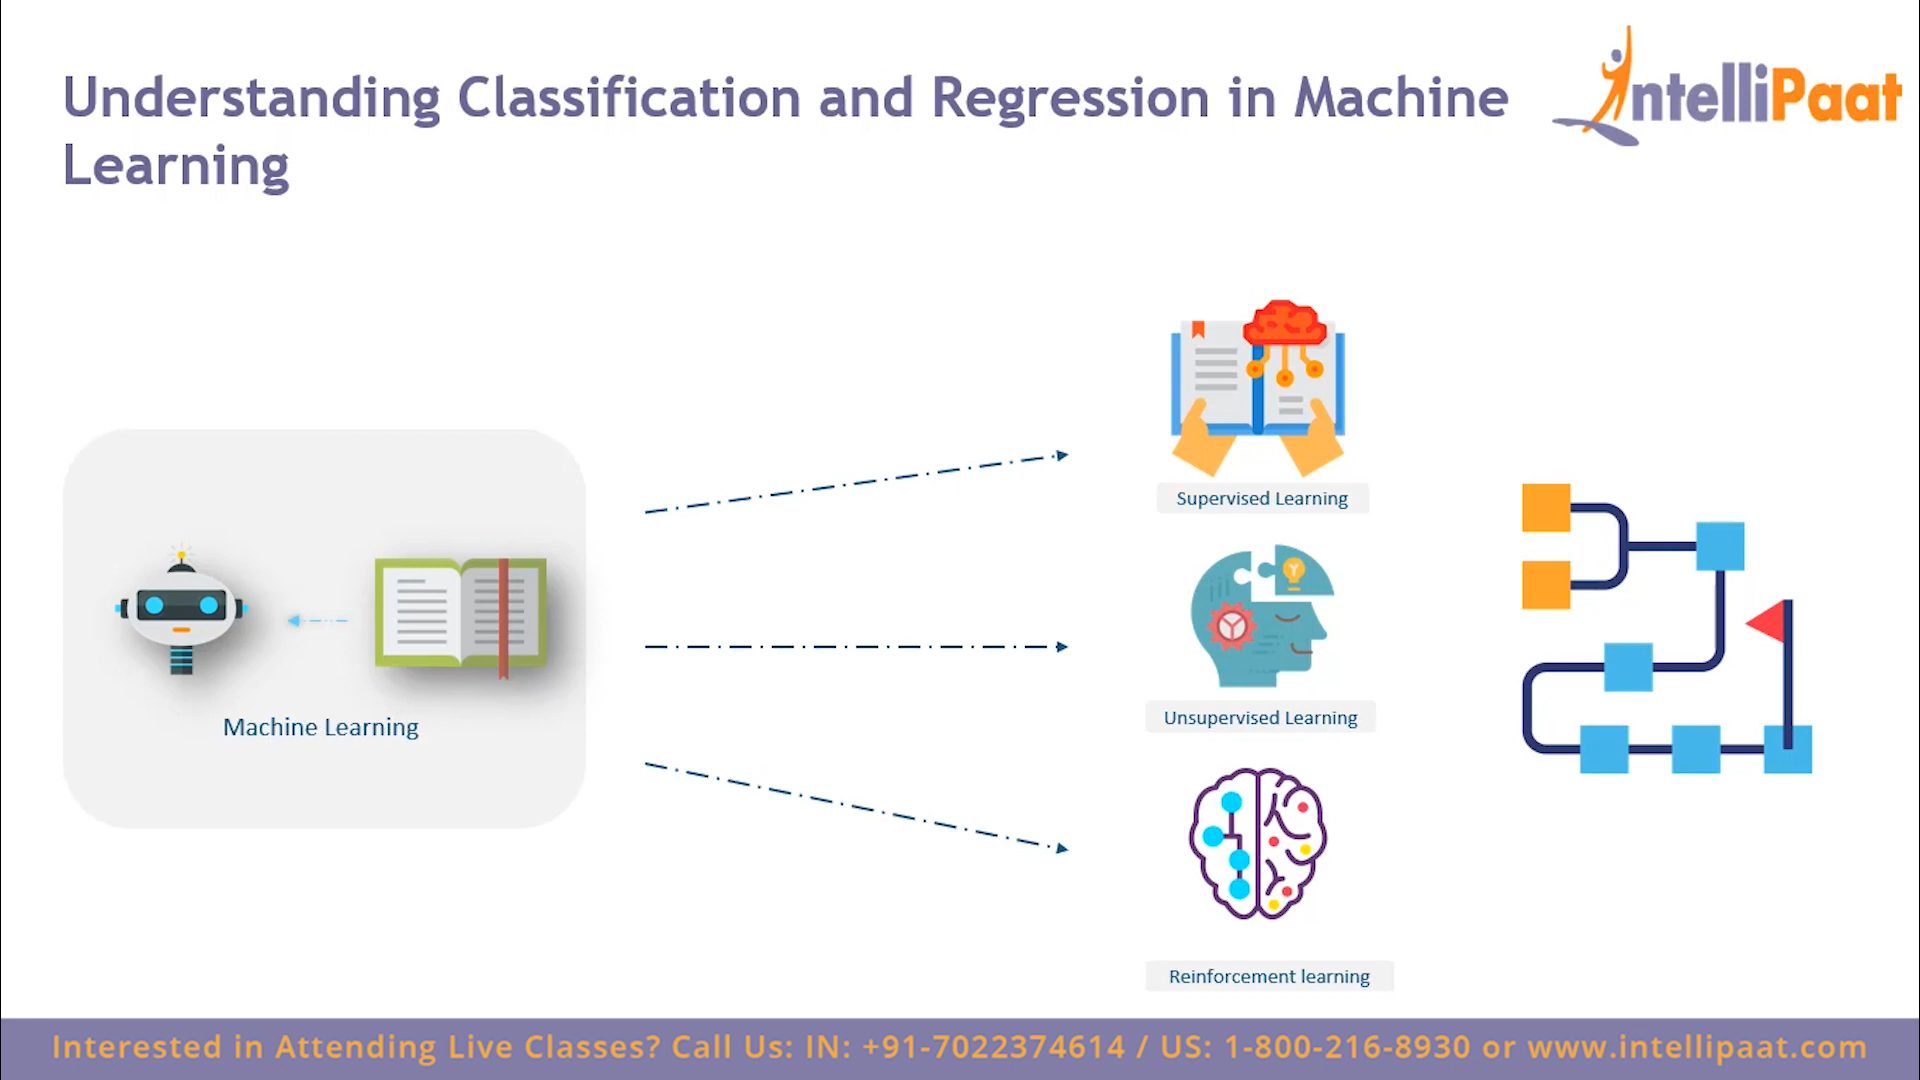 Understanding Classification and Regression in Machine
Learning
IntelliPaat
Supervised Learning
Unsupervised Learning
Machine Learning
Reinforcement learning
Interested in Attending Live Classes? Call Us: IN: +91-7022374614 / US: 1-800-216-8930 or www.intellipaat.com